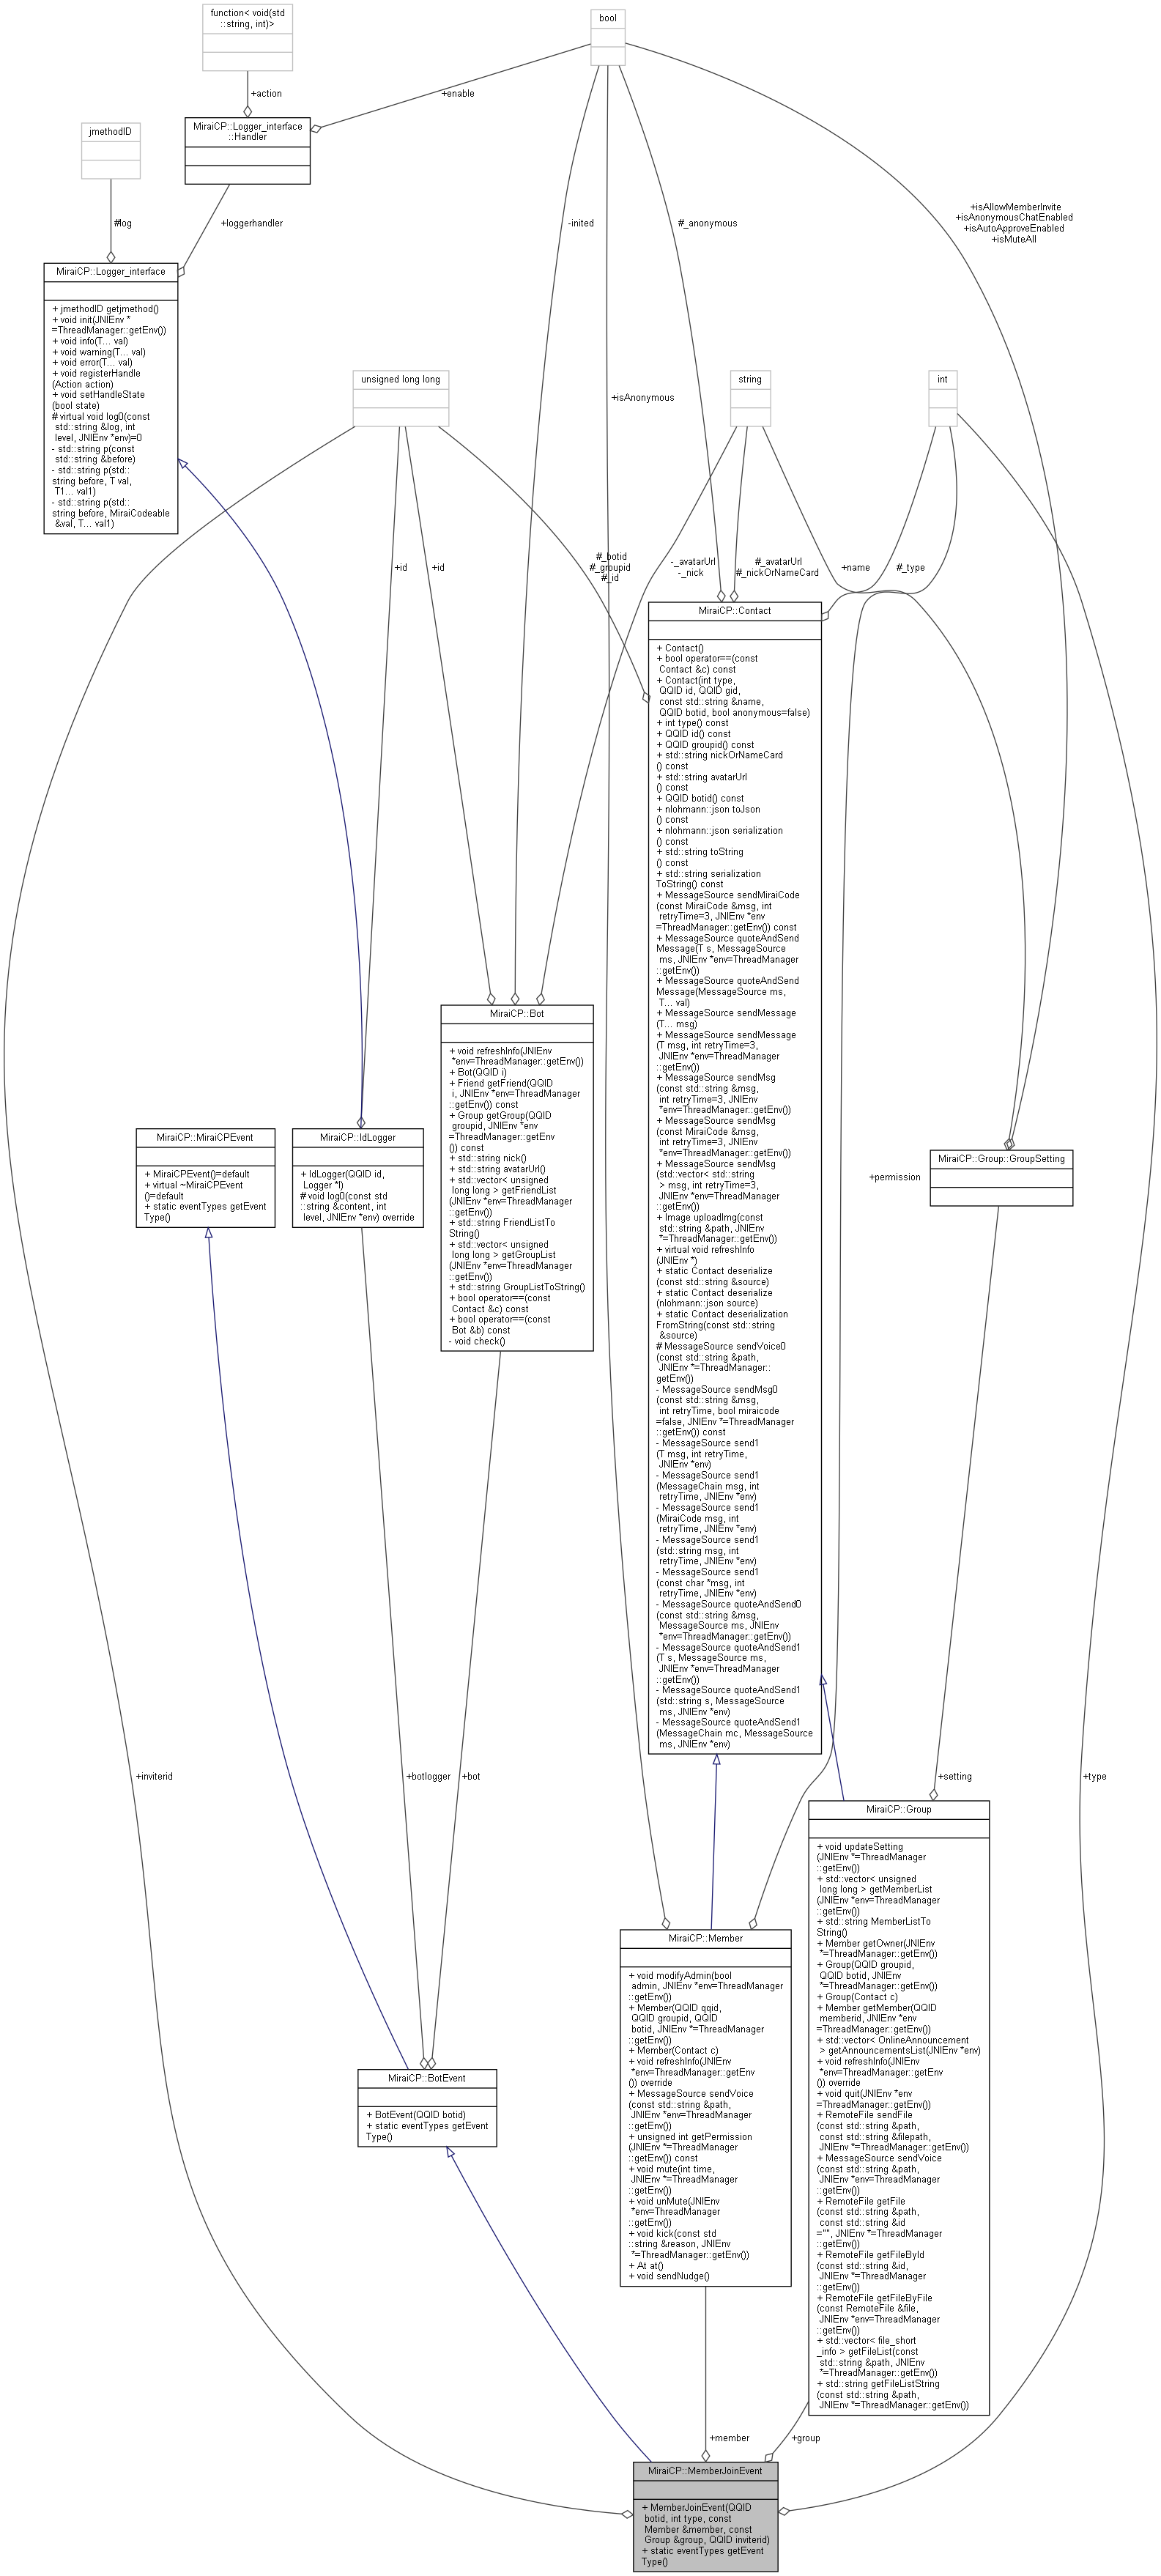 function< void(std
::string, int)>
bool
+action
+enable
MiraiCP::Logger_interface
::Handler
jmethodID
#log
+loggerhandler
-inited
#_anonymous
+isAllowMemberInvite
+isAnonymousChatEnabled
+isAutoApproveEnabled
+isMuteAll
MiraiCP::Logger_interface
+ jmethodID getjmethod()
+ void init(JNIEnv *
=ThreadManager::getEnv())
+ void info(T... val)
+ void warning(T... val)
+ void error(T... val)
+ void registerHandle
(Action action)
+ void setHandleState
(bool state)
# virtual void log0(const
std::string &log, int
level, JNIEnv *env)=0
- std::string p(const
std::string &before)
- std::string p(std::
string before, T val,
T1... val1)
- std::string p(std::
string before, MiraiCodeable
&val, T... val1)
unsigned long long
+isAnonymous
string
int
+id
+id
#_botid
#_groupid
#_id
-_avatarUrl
-_nick
#_avatarUrl
#_nickOrNameCard
+name
#_type
MiraiCP::Contact
+ Contact()
+ bool operator==(const
Contact &c) const
+ Contact(int type,
QQID id, QQID gid,
const std::string &name,
QQID botid, bool anonymous=false)
+ int type() const
+ QQID id() const
+ QQID groupid() const
+ std::string nickOrNameCard
() const
+ std::string avatarUrl
() const
+ QQID botid() const
+ nlohmann::json toJson
() const
+ nlohmann::json serialization
() const
+ std::string toString
() const
+ std::string serialization
ToString() const
+ MessageSource sendMiraiCode
(const MiraiCode &msg, int
retryTime=3, JNIEnv *env
=ThreadManager::getEnv()) const
+ MessageSource quoteAndSend
Message(T s, MessageSource
ms, JNIEnv *env=ThreadManager
::getEnv())
+ MessageSource quoteAndSend
Message(MessageSource ms,
T... val)
+ MessageSource sendMessage
(T... msg)
+ MessageSource sendMessage
(T msg, int retryTime=3,
JNIEnv *env=ThreadManager
::getEnv())
+ MessageSource sendMsg
(const std::string &msg,
int retryTime=3, JNIEnv
*env=ThreadManager::getEnv())
+ MessageSource sendMsg
(const MiraiCode &msg,
int retryTime=3, JNIEnv
*env=ThreadManager::getEnv())
+ MessageSource sendMsg
(std::vector< std::string
> msg, int retryTime=3,
JNIEnv *env=ThreadManager
::getEnv())
+ Image uploadImg(const
std::string &path, JNIEnv
*=ThreadManager::getEnv())
+ virtual void refreshInfo
(JNIEnv *)
+ static Contact deserialize
(const std::string &source)
+ static Contact deserialize
(nlohmann::json source)
+ static Contact deserialization
FromString(const std::string
&source)
# MessageSource sendVoice0
(const std::string &path,
JNIEnv *=ThreadManager::
getEnv())
- MessageSource sendMsg0
(const std::string &msg,
int retryTime, bool miraicode
=false, JNIEnv *=ThreadManager
::getEnv()) const
- MessageSource send1
(T msg, int retryTime,
JNIEnv *env)
- MessageSource send1
(MessageChain msg, int
retryTime, JNIEnv *env)
- MessageSource send1
(MiraiCode msg, int
retryTime, JNIEnv *env)
- MessageSource send1
(std::string msg, int
retryTime, JNIEnv *env)
- MessageSource send1
(const char *msg, int
retryTime, JNIEnv *env)
- MessageSource quoteAndSend0
(const std::string &msg,
MessageSource ms, JNIEnv
*env=ThreadManager::getEnv())
- MessageSource quoteAndSend1
(T s, MessageSource ms,
JNIEnv *env=ThreadManager
::getEnv())
- MessageSource quoteAndSend1
(std::string s, MessageSource
ms, JNIEnv *env)
- MessageSource quoteAndSend1
(MessageChain mc, MessageSource
ms, JNIEnv *env)
MiraiCP::Bot
+ void refreshInfo(JNIEnv
*env=ThreadManager::getEnv())
+ Bot(QQID i)
+ Friend getFriend(QQID
i, JNIEnv *env=ThreadManager
::getEnv()) const
+ Group getGroup(QQID
groupid, JNIEnv *env
=ThreadManager::getEnv
()) const
+ std::string nick()
+ std::string avatarUrl()
+ std::vector< unsigned
long long > getFriendList
(JNIEnv *env=ThreadManager
::getEnv())
+ std::string FriendListTo
String()
+ std::vector< unsigned
long long > getGroupList
(JNIEnv *env=ThreadManager
::getEnv())
+ std::string GroupListToString()
+ bool operator==(const
Contact &c) const
+ bool operator==(const
Bot &b) const
- void check()
MiraiCP::MiraiCPEvent
+ MiraiCPEvent()=default
+ virtual ~MiraiCPEvent
()=default
+ static eventTypes getEvent
Type()
MiraiCP::IdLogger
+ IdLogger(QQID id,
Logger *l)
# void log0(const std
::string &content, int
level, JNIEnv *env) override
+permission
MiraiCP::Group::GroupSetting
+inviterid
+botlogger
+bot
+setting
+type
MiraiCP::Group
+ void updateSetting
(JNIEnv *=ThreadManager
::getEnv())
+ std::vector< unsigned
long long > getMemberList
(JNIEnv *env=ThreadManager
::getEnv())
+ std::string MemberListTo
String()
+ Member getOwner(JNIEnv
*=ThreadManager::getEnv())
+ Group(QQID groupid,
QQID botid, JNIEnv
*=ThreadManager::getEnv())
+ Group(Contact c)
+ Member getMember(QQID
memberid, JNIEnv *env
=ThreadManager::getEnv())
+ std::vector< OnlineAnnouncement
> getAnnouncementsList(JNIEnv *env)
+ void refreshInfo(JNIEnv
*env=ThreadManager::getEnv
()) override
+ void quit(JNIEnv *env
=ThreadManager::getEnv())
+ RemoteFile sendFile
(const std::string &path,
const std::string &filepath,
JNIEnv *=ThreadManager::getEnv())
+ MessageSource sendVoice
(const std::string &path,
JNIEnv *env=ThreadManager
::getEnv())
+ RemoteFile getFile
(const std::string &path,
const std::string &id
="", JNIEnv *=ThreadManager
::getEnv())
+ RemoteFile getFileById
(const std::string &id,
JNIEnv *=ThreadManager
::getEnv())
+ RemoteFile getFileByFile
(const RemoteFile &file,
JNIEnv *env=ThreadManager
::getEnv())
+ std::vector< file_short
_info > getFileList(const
std::string &path, JNIEnv
*=ThreadManager::getEnv())
+ std::string getFileListString
(const std::string &path,
JNIEnv *=ThreadManager::getEnv())
MiraiCP::Member
+ void modifyAdmin(bool
admin, JNIEnv *env=ThreadManager
::getEnv())
+ Member(QQID qqid,
QQID groupid, QQID
botid, JNIEnv *=ThreadManager
::getEnv())
+ Member(Contact c)
+ void refreshInfo(JNIEnv
*env=ThreadManager::getEnv
()) override
+ MessageSource sendVoice
(const std::string &path,
JNIEnv *env=ThreadManager
::getEnv())
+ unsigned int getPermission
(JNIEnv *=ThreadManager
::getEnv()) const
+ void mute(int time,
JNIEnv *=ThreadManager
::getEnv())
+ void unMute(JNIEnv
*env=ThreadManager
::getEnv())
+ void kick(const std
::string &reason, JNIEnv
*=ThreadManager::getEnv())
+ At at()
+ void sendNudge()
MiraiCP::BotEvent
+ BotEvent(QQID botid)
+ static eventTypes getEvent
Type()
+member
+group
MiraiCP::MemberJoinEvent
+ MemberJoinEvent(QQID
botid, int type, const
Member &member, const
Group &group, QQID inviterid)
+ static eventTypes getEvent
Type()